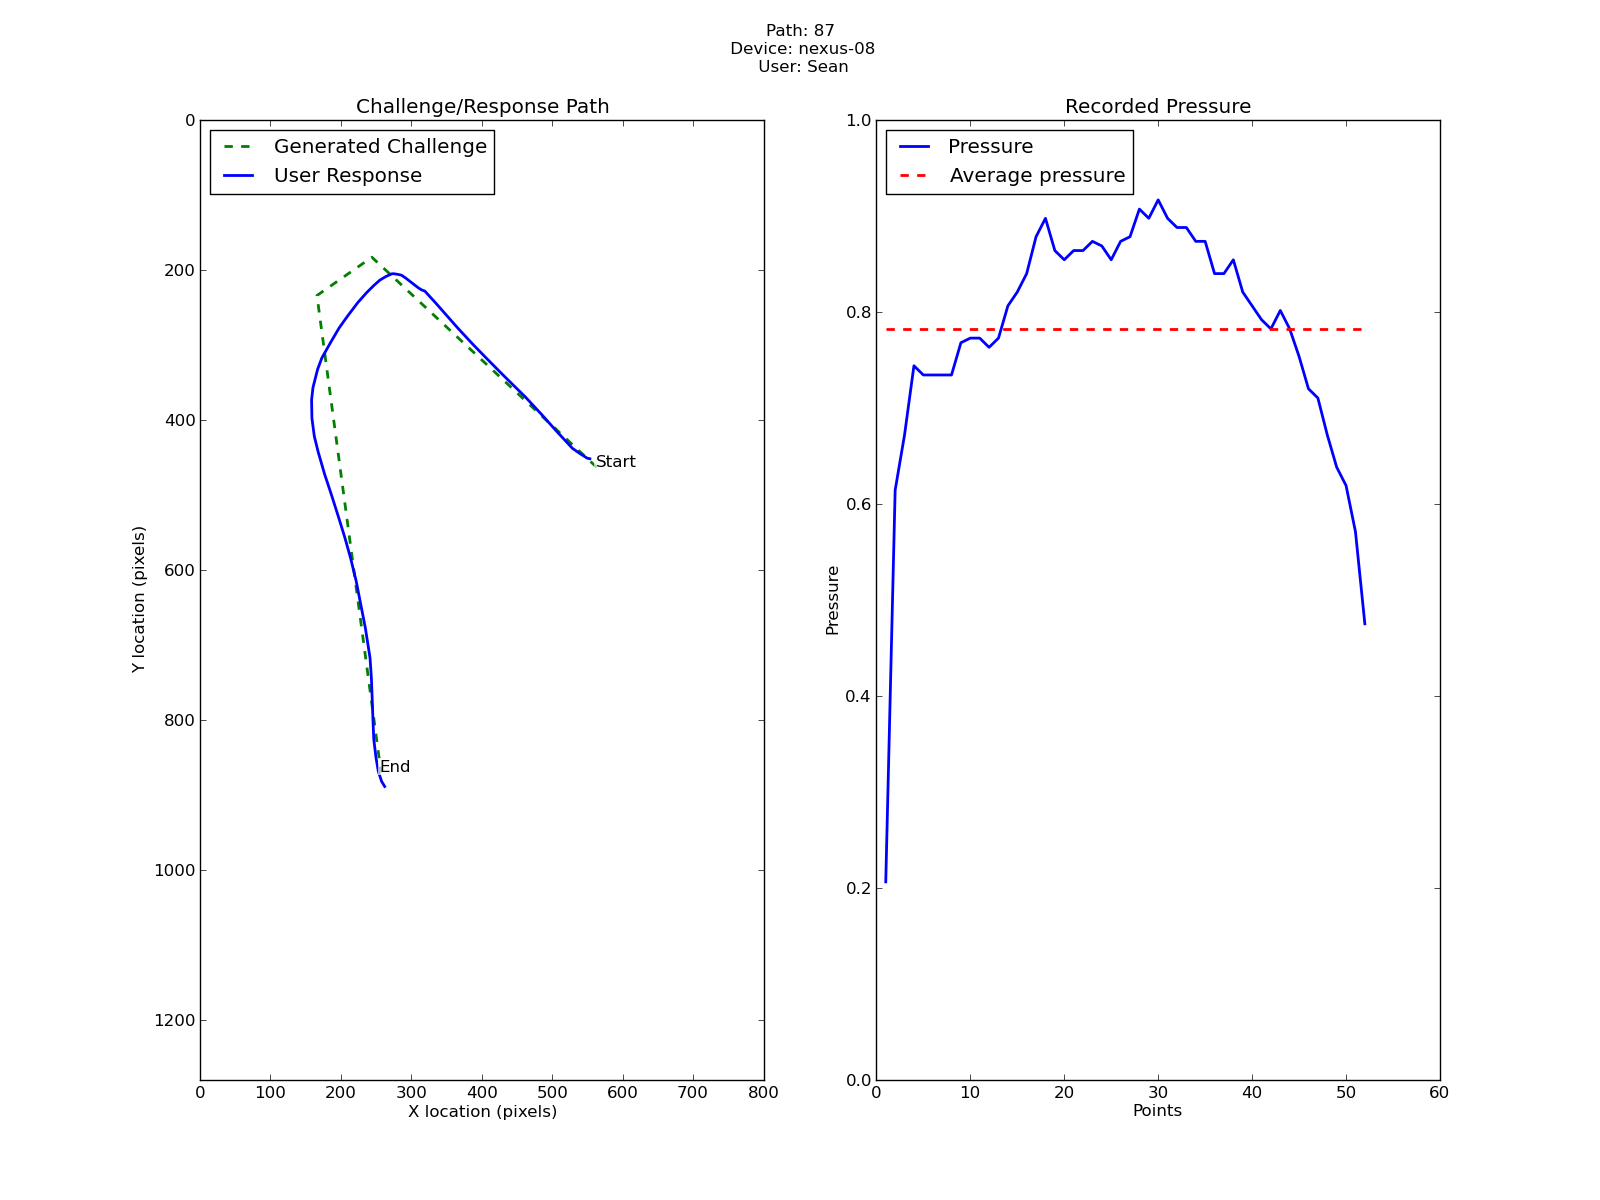 Path: 87
Device: nexus-08
User: Sean
Challenge/Response Path
Generated Challenge
User Response
0
200
400
600
800
1000
1200
Y location (pixels)
Start
End
0 100 200 300 400 500 600 700 800
X location (pixels)
Recorded Pressure
Pressure
Average pressure
1.0
0.8
0.6
0.4
0.2
0.0
Pressure
0 10 20 30 40 50 60
Points